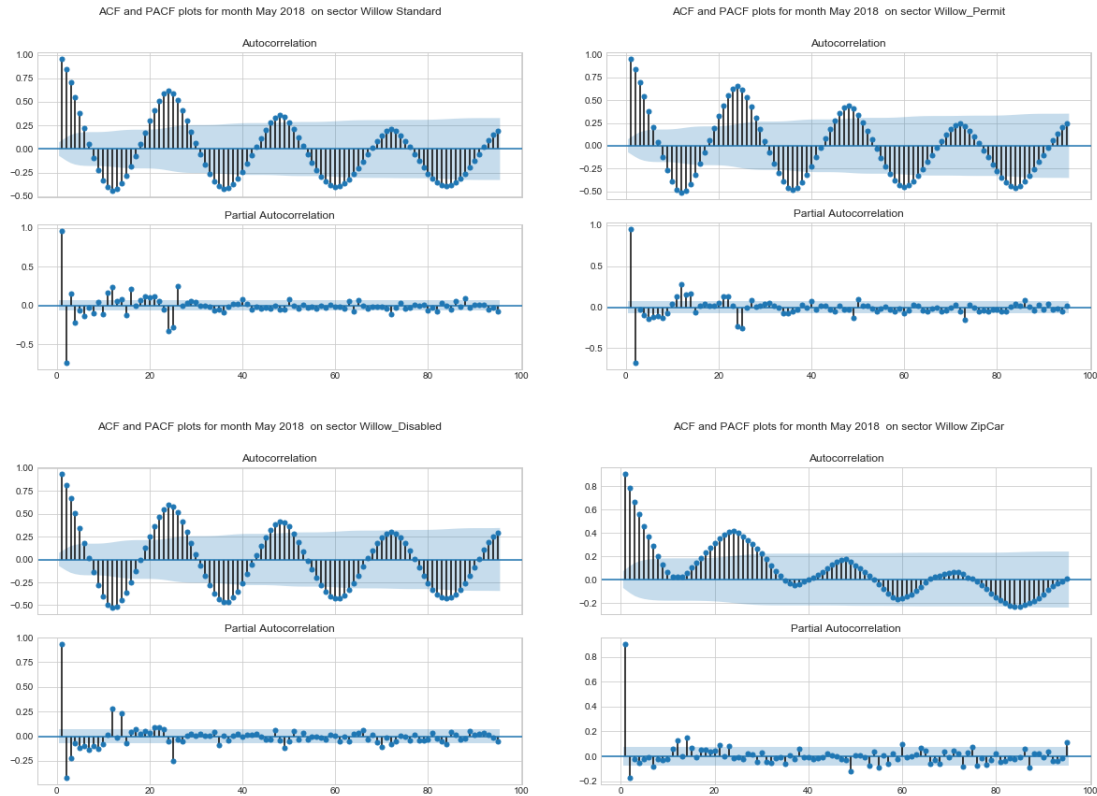 ACF and PACF plots for month May 2018 on sector Willow Standard
Autocorrelation
1.00
0.75
0.50
0.25
0.00
−0.25
−0.50
Partial Autocorrelation
1.0
0.5
0.0
−0.5
0 20 40 60 80 100
ACF and PACF plots for month May 2018 on sector Willow_Permit
Autocorrelation
1.00
0.75
0.50
0.25
0.00
−0.25
−0.50
Partial Autocorrelation
1.0
0.5
0.0
−0.5
0 20 40 60 80 100
ACF and PACF plots for month May 2018 on sector Willow_Disabled
Autocorrelation
1.00
0.75
0.50
0.25
0.00
−0.25
−0.50
Partial Autocorrelation
1.00
0.75
0.50
0.25
0.00
−0.25
0 20 40 60 80 100
ACF and PACF plots for month May 2018 on sector Willow ZipCar
Autocorrelation
0.8
0.6
0.4
0.2
0.0
−0.2
Partial Autocorrelation
0.8
0.6
0.4
0.2
0.0
−0.2
0 20 40 60 80 100